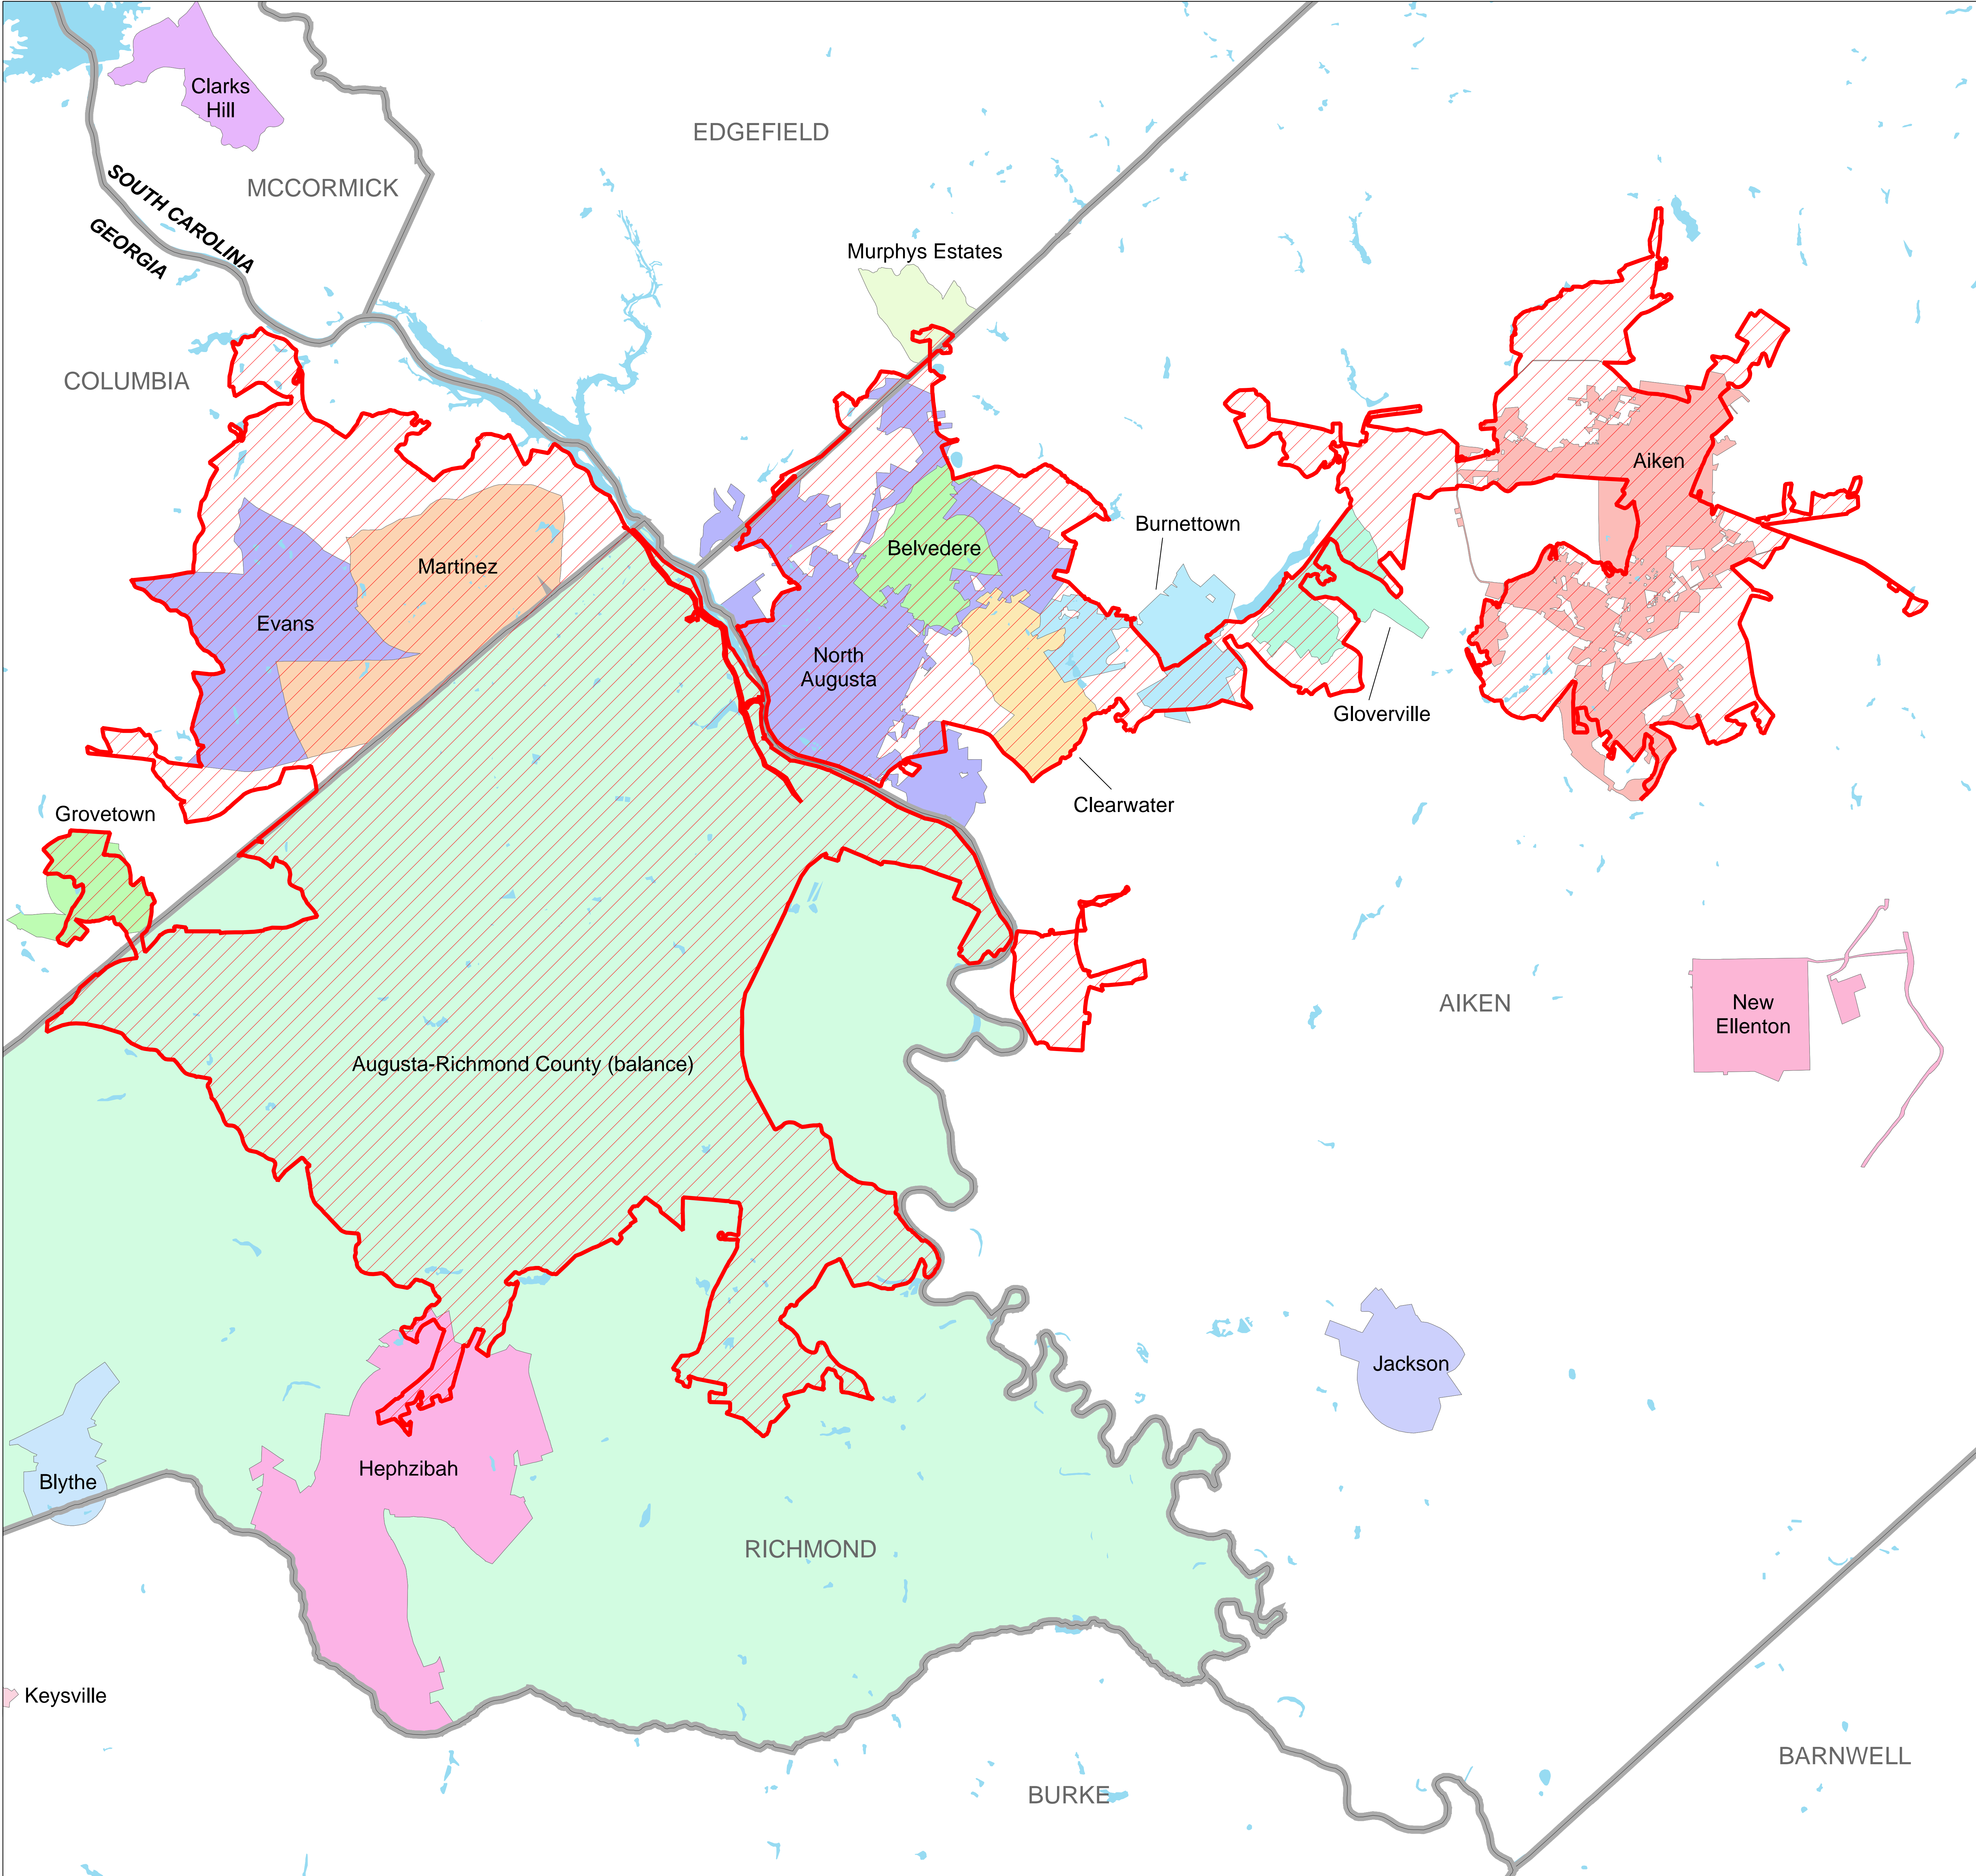 Clarks
Hill
EDGEFIELD
MCCORMICK
SOUTH CAROLINA
GEORGIA
Murphys Estates
COLUMBIA
Aiken
Burnettown
Belvedere
Martinez
Evans
North
Augusta
Gloverville
Clearwater
Grovetown
AIKEN
New
Ellenton
Augusta-Richmond County (balance)
Jackson
Hephzibah
Blythe
RICHMOND
Keysville
BARNWELL
BURKE